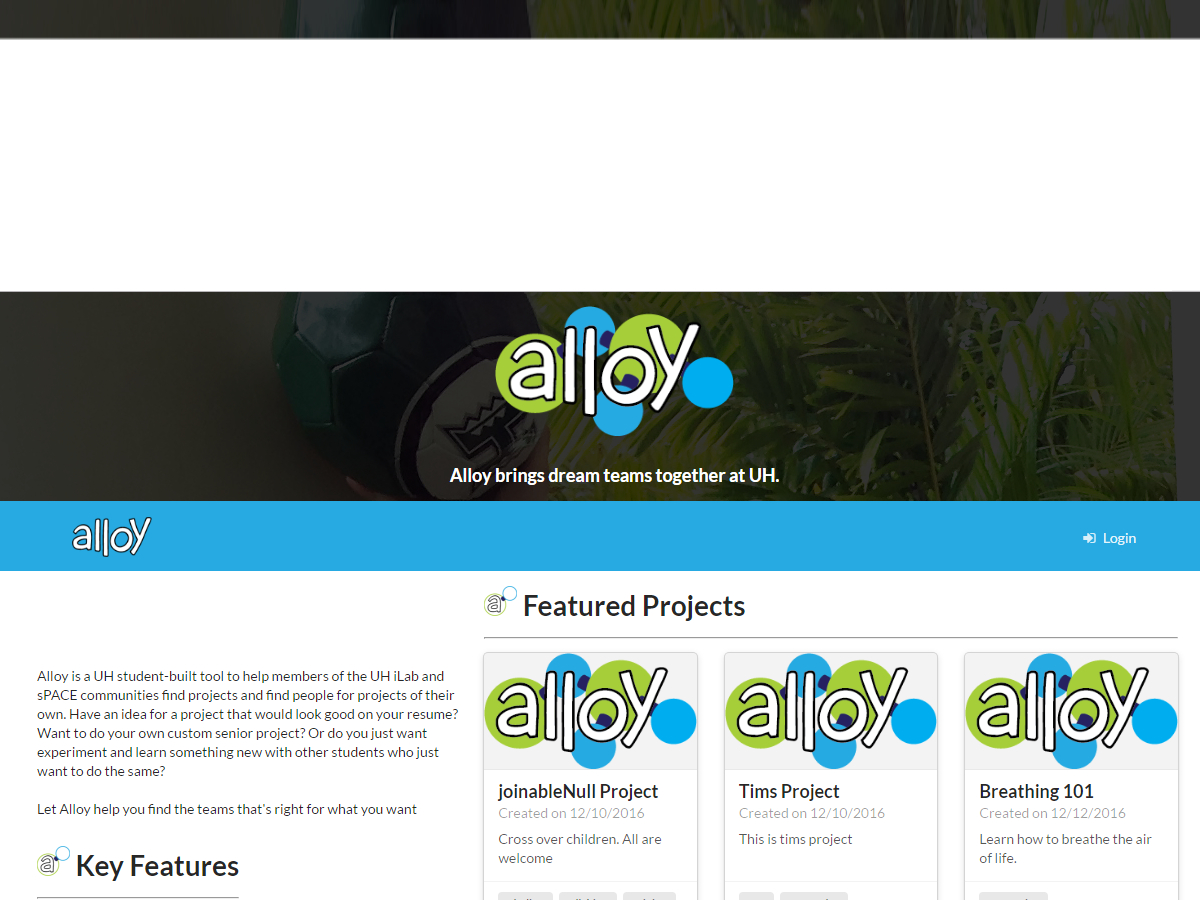 alloy
Alloy brings dream teams together at UH.
alloy
Login
Alloy is a UH student-built tool to help members of the UH iLab and
sPACE communities find projects and find people for projects of their
own. Have an idea for a project that would look good on your resume?
Want to do your own custom senior project? Or do you just want
experiment and learn something new with other students who just
want to do the same?
Let Alloy help you find the teams that's right for what you want
a Key Features
a Featured Projects
alloy
joinableNull Project
Created on 12/10/2016
Cross over children. All are
welcome
alloy
Tims Project
Created on 12/10/2016
This is tims project
alloy
Breathing 101
Created on 12/12/2016
Learn how to breathe the air
of life.